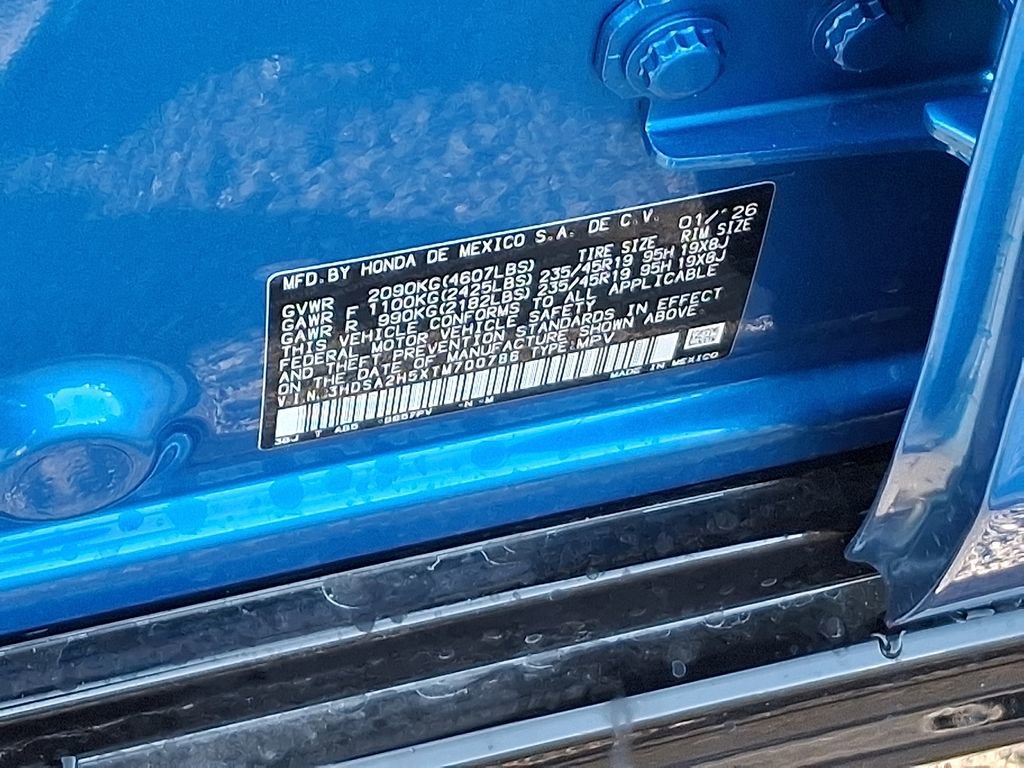 MFD.BY HONDA DE MEXICO S.A. DE C.V. 01/'26
TIRE SIZE RIM SIZE
GVWR 2090KG(4607LBS)
GAWR F 1100KG(2425LBS) 235/45R19 95H 19X8J
GAWR R 990KG(2182LBS) 235/45R19 95H 19X8J
THIS VEHICLE CONFORMS TO ALL APPLICABLE
FEDERAL MOTOR VEHICLE SAFETY
AND THEFT PREVENTION STANDARDS IN EFFECT
ON THE DATE OF MANUFACTURE SHOWN ABOVE.
V I N.3HDSA2H5XTM700786 TYPE:MPV
MADE IN MEXICO
3BJ T AB5 -N -M